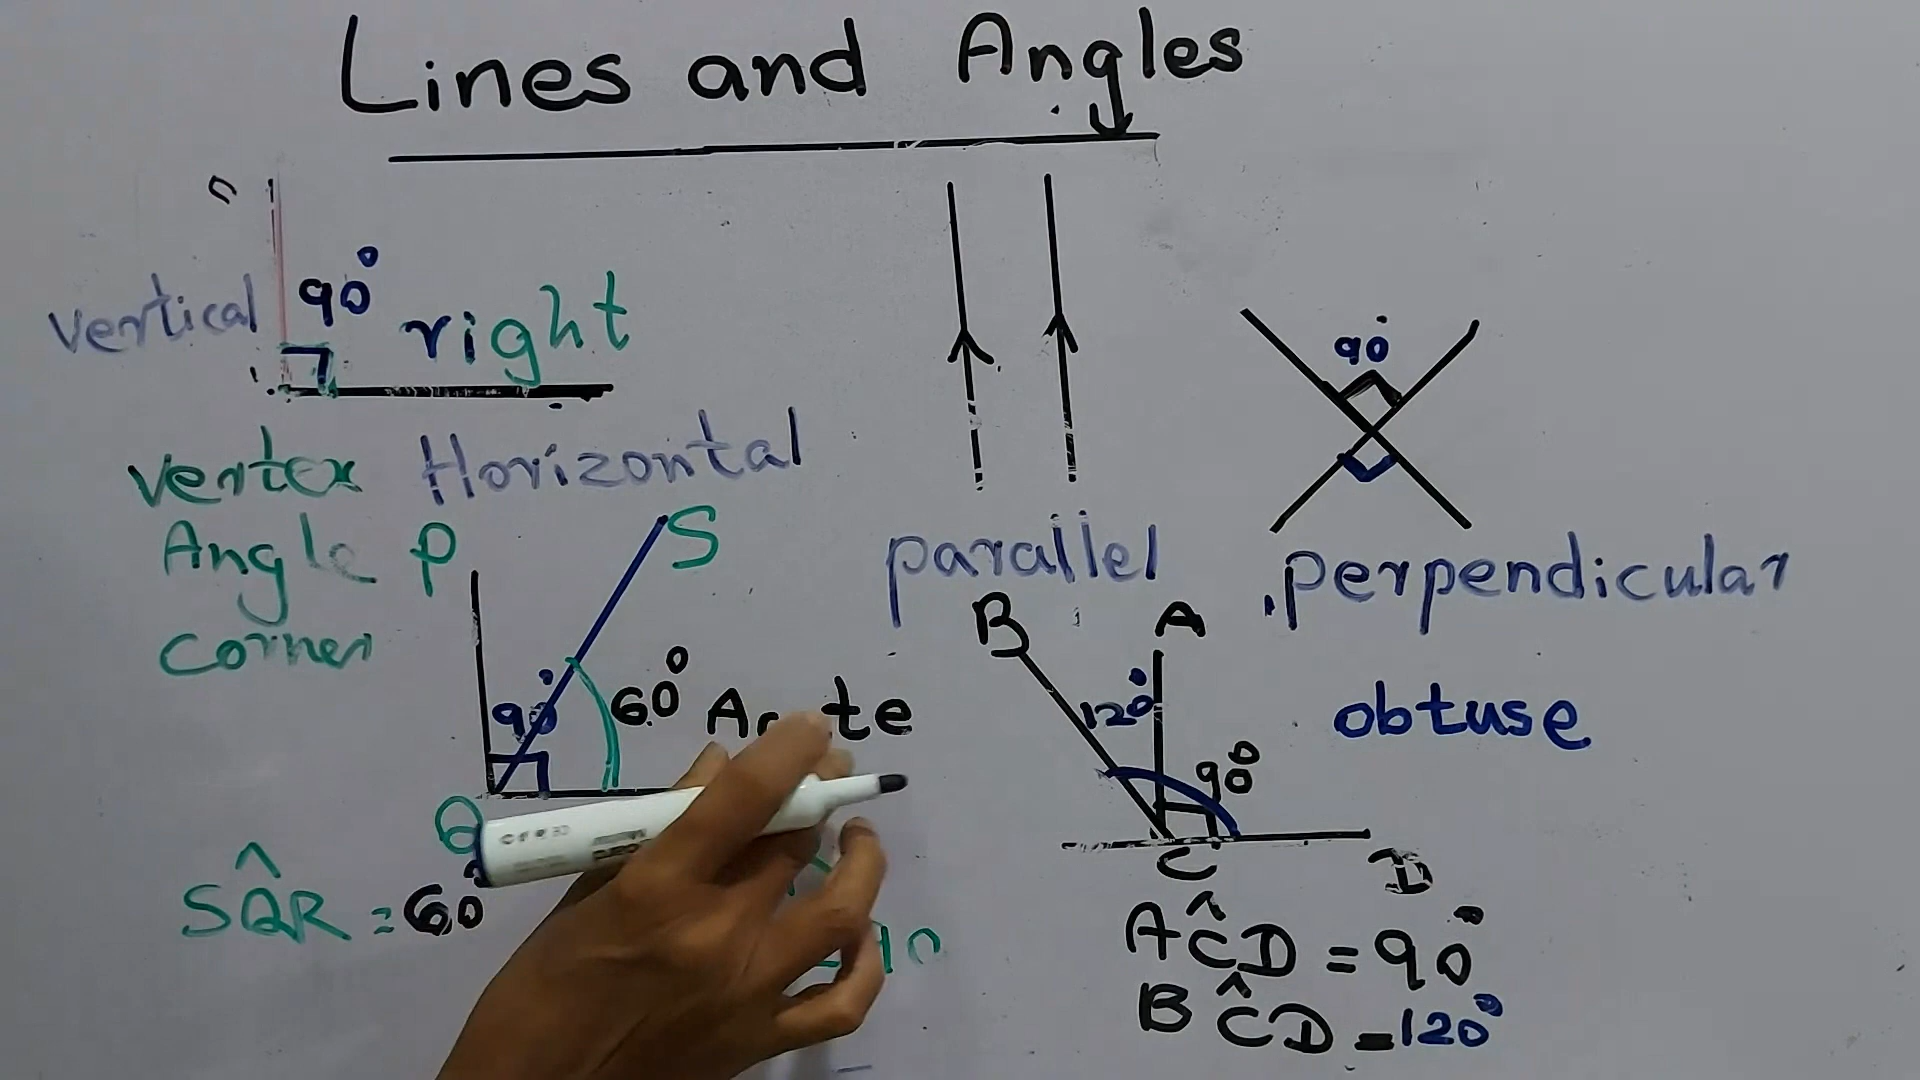 Lines and Angles
90°
vertical
right
90°
vertex
Horizontal
Angle
P
S
parallel
perpendicular
corner
B
A
60°
120°
obtuse
90°
90°
Q
C
D
SQ̂R = 60°
AĈD = 90°
BĈD = 120°